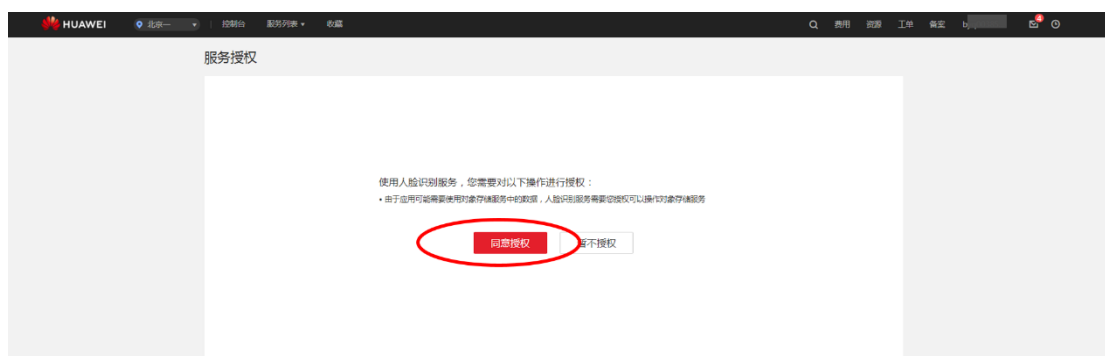 HUAWEI 北京一 控制台 服务列表 收藏 费用 资源 工单 备案 4
服务授权
使用人脸识别服务，您需要对以下操作进行授权：
• 由于应用可能需要使用对象存储服务中的数据，人脸识别服务需要您授权可以操作对象存储服务
同意授权 暂不授权